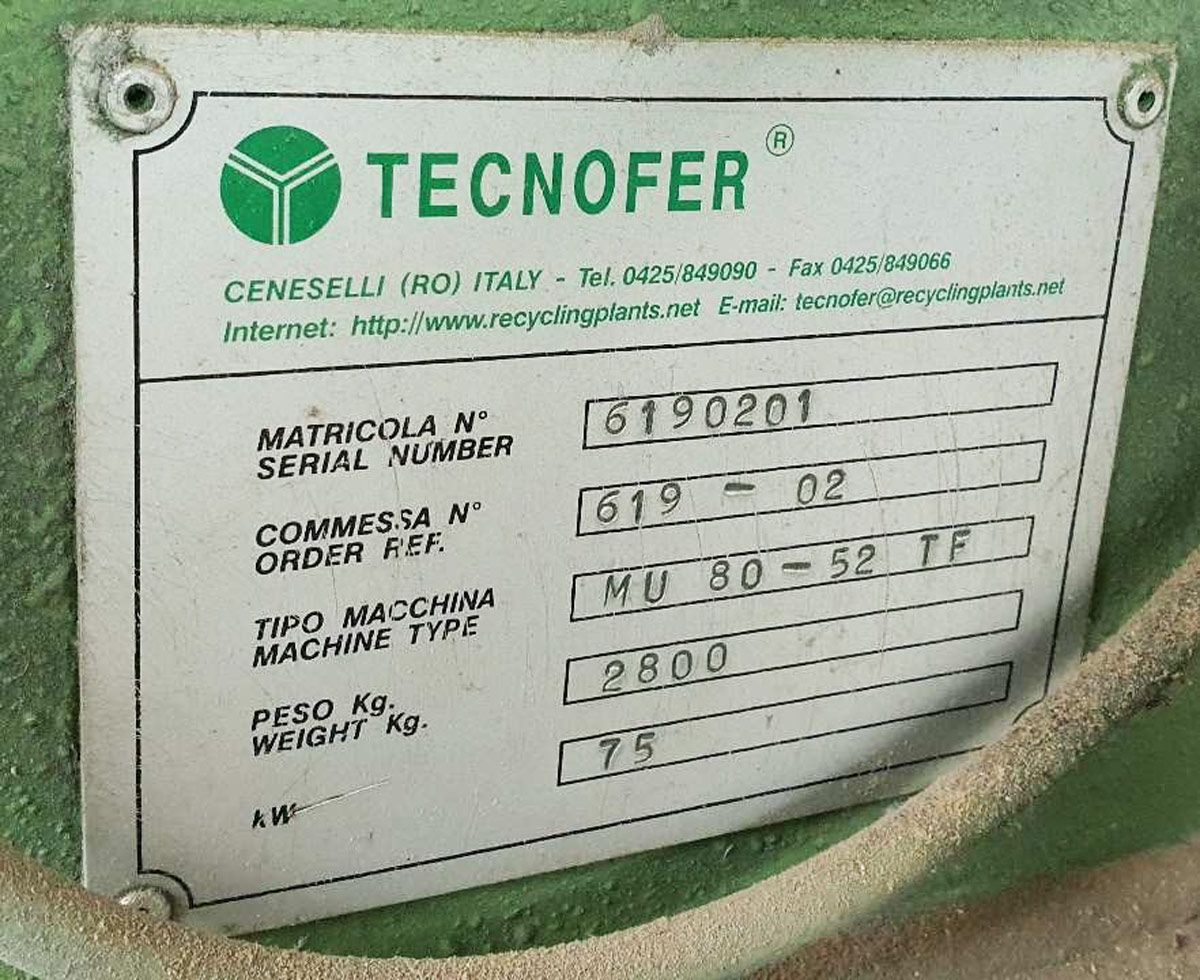 TECNOFER ®
CENESELLI (RO) ITALY - Tel. 0425/849090 - Fax 0425/849066
Internet: http://www.recyclingplants.net E-mail: tecnofer@recyclingplants.net
MATRICOLA N° 6190201
SERIAL NUMBER
COMMESSA N° 619 - 02
ORDER REF.
TIPO MACCHINA MU 80-52 TF
MACHINE TYPE
PESO Kg. 2800
WEIGHT Kg.
kW 75